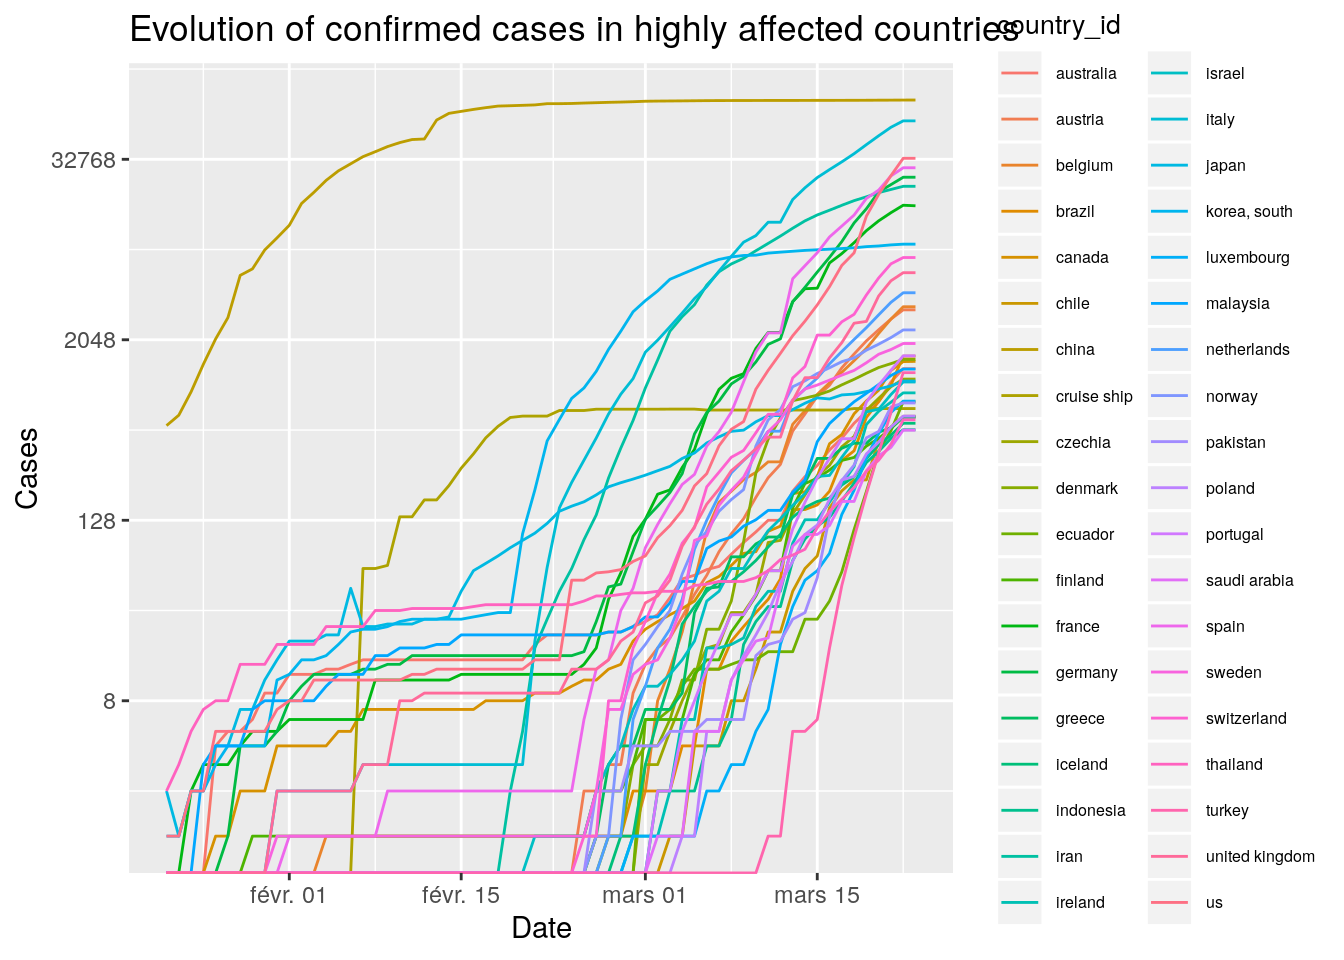 Evolution of confirmed cases in highly affected countries
country_id
australia
austria
belgium
brazil
canada
chile
china
cruise ship
czechia
denmark
ecuador
finland
france
germany
greece
iceland
indonesia
iran
ireland
israel
italy
japan
korea, south
luxembourg
malaysia
netherlands
norway
pakistan
poland
portugal
saudi arabia
spain
sweden
switzerland
thailand
turkey
united kingdom
us
Cases
32768
2048
128
8
févr. 01
févr. 15
mars 01
mars 15
Date